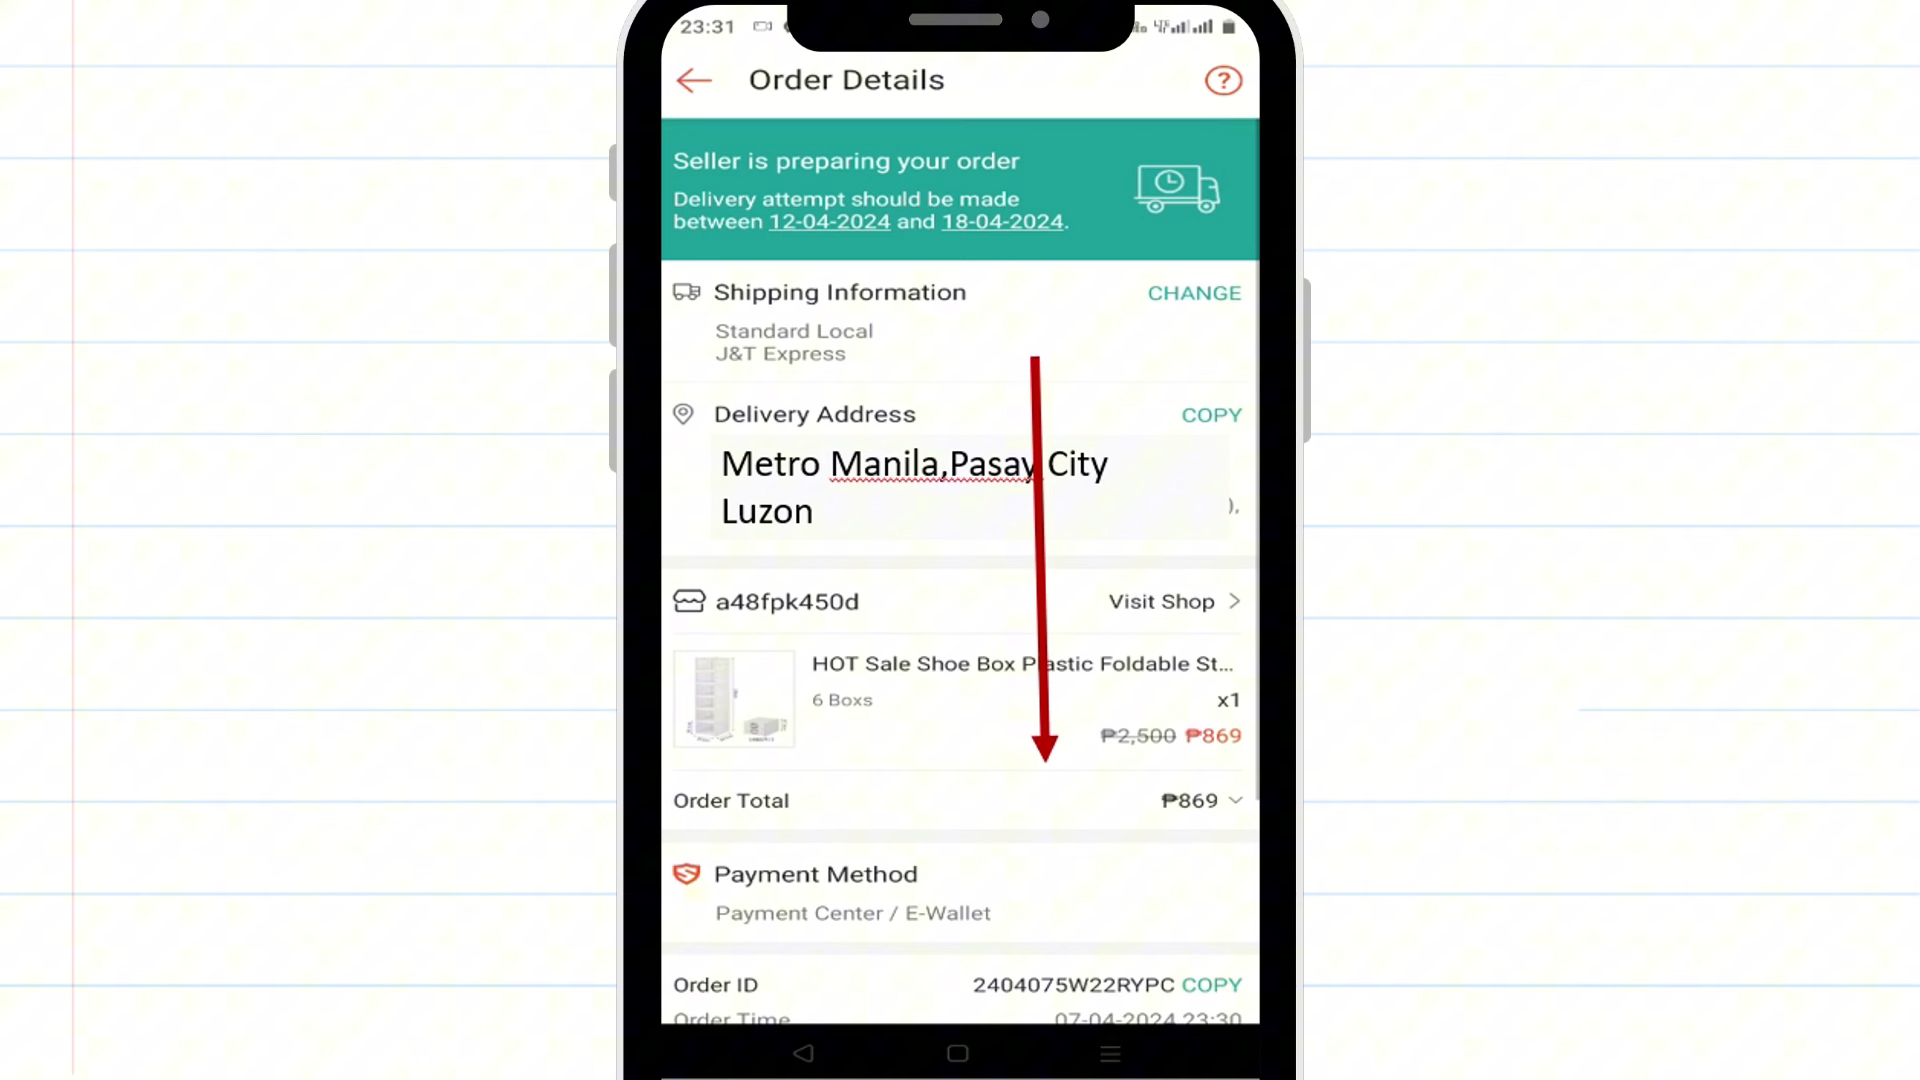 23:31
Order Details
?
Seller is preparing your order
Delivery attempt should be made
between 12-04-2024 and 18-04-2024.
Shipping Information CHANGE
Standard Local
J&T Express
Delivery Address COPY
Metro Manila,Pasay City
Luzon
),
a48fpk450d Visit Shop
HOT Sale Shoe Box Plastic Foldable St...
6 Boxs x1
₱2,500 ₱869
Order Total ₱869
Payment Method
Payment Center / E-Wallet
Order ID 2404075W22RYPC COPY
Order Time 07-04-2024 23:30